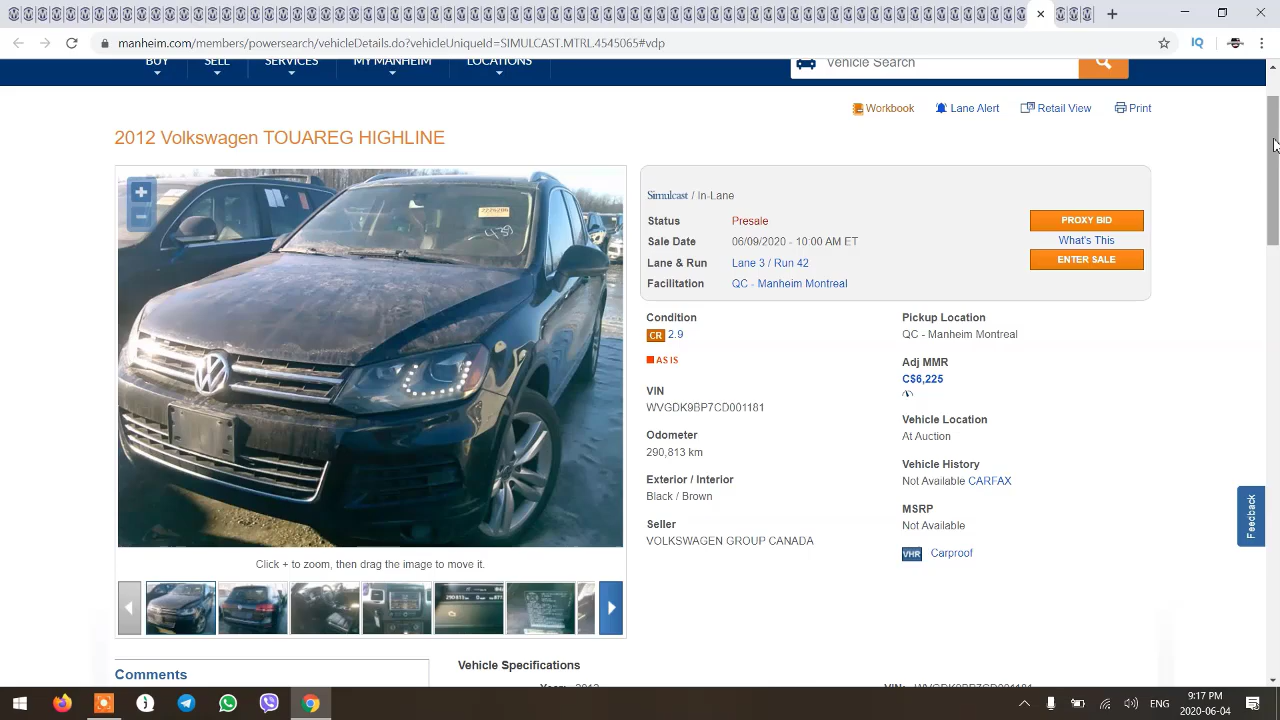 manheim.com/members/powersearch/vehicleDetails.do?vehicleUniqueId=SIMULCAST.MTRL.4545065#vdp
IQ
BUY SELL SERVICES MY MANHEIM LOCATIONS Vehicle Search
Workbook Lane Alert Retail View Print
2012 Volkswagen TOUAREG HIGHLINE
Simulcast / In-Lane
Status Presale PROXY BID
Sale Date 06/09/2020 - 10:00 AM ET What's This
Lane & Run Lane 3 / Run 42 ENTER SALE
Facilitation QC - Manheim Montreal
Condition
CR 2.9
AS IS
VIN
WVGDK9BP7CD001181
Odometer
290,813 km
Exterior / Interior
Black / Brown
Seller
VOLKSWAGEN GROUP CANADA
Pickup Location
QC - Manheim Montreal
Adj MMR
C$6,225
Vehicle Location
At Auction
Vehicle History
Not Available CARFAX
MSRP
Not Available
VHR Carproof
Feedback
Click + to zoom, then drag the image to move it.
Comments
Vehicle Specifications
ENG
9:17 PM
2020-06-04